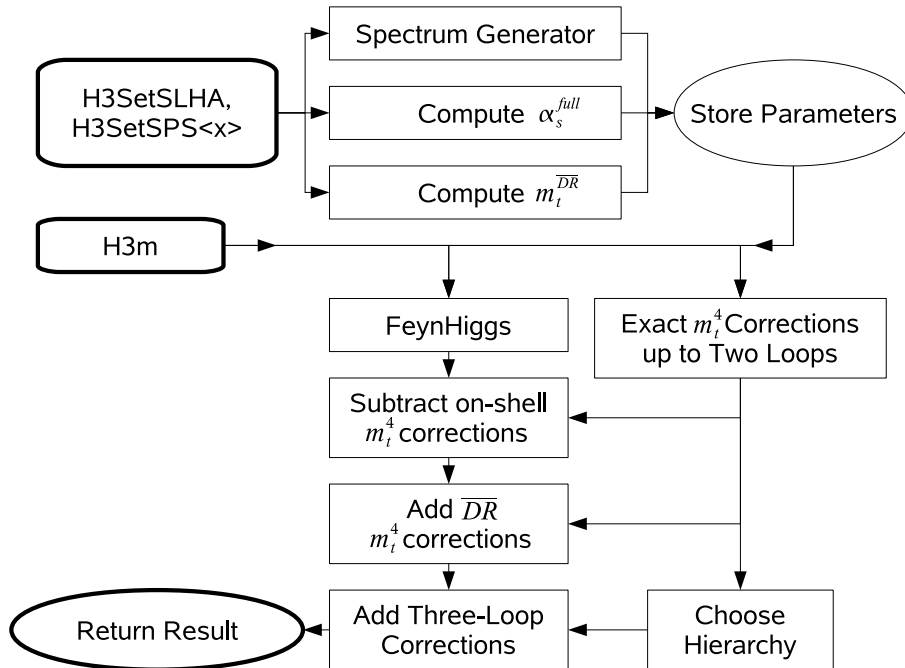 Spectrum Generator
H3SetSLHA,
H3SetSPS<x>
Compute α_s^{full}
Store Parameters
Compute m_t^{\overline{DR}}
H3m
FeynHiggs
Exact m_t^4 Corrections
up to Two Loops
Subtract on-shell
m_t^4 corrections
Add \overline{DR}
m_t^4 corrections
Return Result
Add Three-Loop
Corrections
Choose
Hierarchy